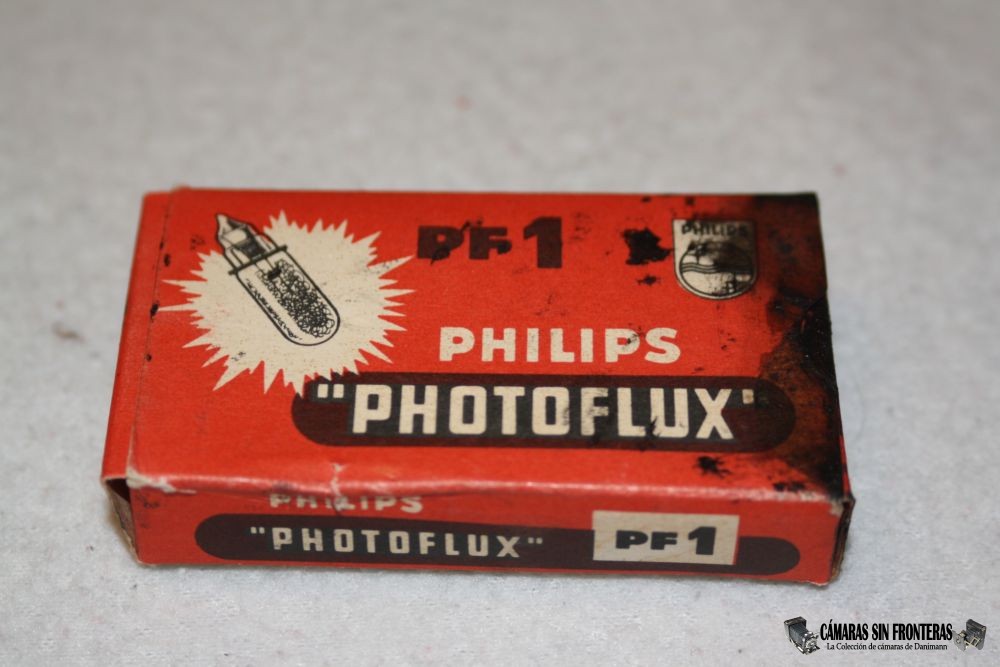 PF1
PHILIPS
PHILIPS
"PHOTOFLUX"
PHILIPS
"PHOTOFLUX"
PF1
CÁMARAS SIN FRONTERAS
La Colección de cámaras de Danimann